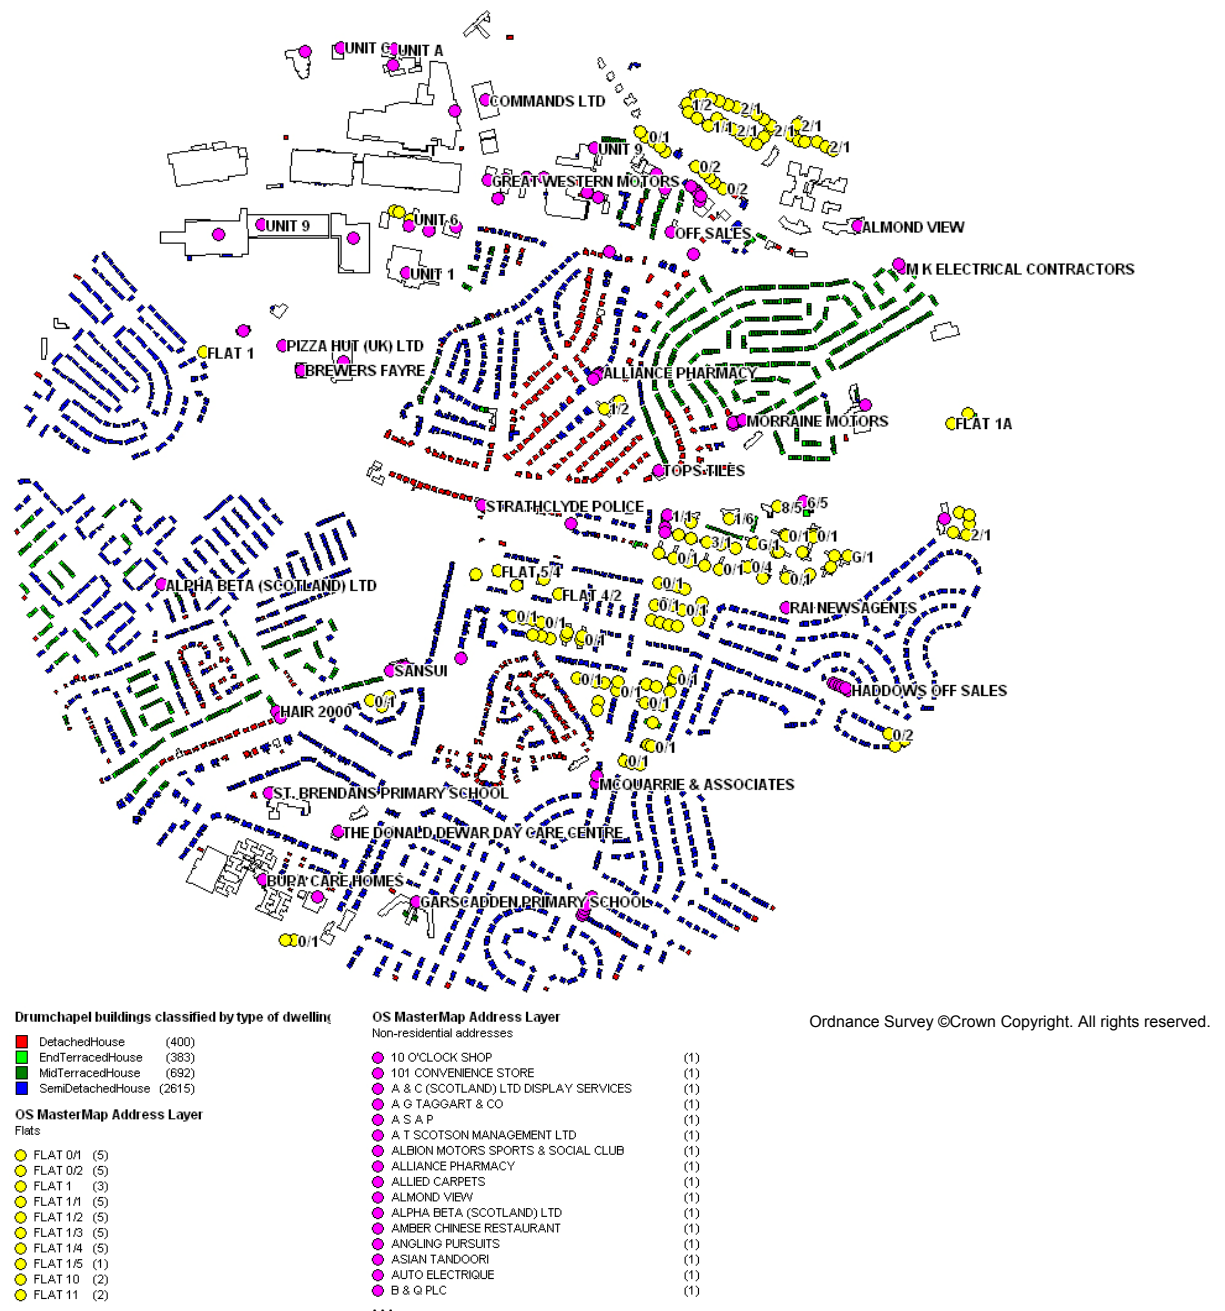 UNIT C
UNIT A
COMMANDS LTD
1/2
2/1
0/1
1/1
2/1
2/1
2/1
2/1
UNIT 9
0/2
GREAT WESTERN MOTORS
0/2
UNIT 9
UNIT 6
OFF SALES
ALMOND VIEW
UNIT 1
M K ELECTRICAL CONTRACTORS
FLAT 1
PIZZA HUT (UK) LTD
BREWERS FAYRE
ALLIANCE PHARMACY
1/2
MORRAINE MOTORS
FLAT 1A
TOPS TILES
STRATHCLYDE POLICE
1/1
1/6
8/5
6/5
3/1
G/1
0/1
0/1
2/1
0/1
0/1
0/4
0/1
G/1
ALPHA BETA (SCOTLAND) LTD
FLAT 5/4
FLAT 4/2
0/1
0/1
0/1
RAI NEWSAGENTS
0/1
0/1
0/1
SANSUI
0/1
0/1
0/1
0/1
HADDOWS OFF SALES
0/1
HAIR 2000
0/1
0/2
0/1
MCQUARRIE & ASSOCIATES
ST. BRENDANS PRIMARY SCHOOL
THE DONALD DEWAR DAY CARE CENTRE
BUPA CARE HOMES
GARSCADDEN PRIMARY SCHOOL
0/1
Drumchapel buildings classified by type of dwelling
DetachedHouse (400)
EndTerracedHouse (383)
MidTerracedHouse (692)
SemiDetachedHouse (2615)
OS MasterMap Address Layer
Flats
FLAT 0/1 (5)
FLAT 0/2 (5)
FLAT 1 (3)
FLAT 1/1 (5)
FLAT 1/2 (5)
FLAT 1/3 (5)
FLAT 1/4 (5)
FLAT 1/5 (1)
FLAT 10 (2)
FLAT 11 (2)
OS MasterMap Address Layer
Non-residential addresses
10 O'CLOCK SHOP (1)
101 CONVENIENCE STORE (1)
A & C (SCOTLAND) LTD DISPLAY SERVICES (1)
A G TAGGART & CO (1)
A S A P (1)
A T SCOTSON MANAGEMENT LTD (1)
ALBION MOTORS SPORTS & SOCIAL CLUB (1)
ALLIANCE PHARMACY (1)
ALLIED CARPETS (1)
ALMOND VIEW (1)
ALPHA BETA (SCOTLAND) LTD (1)
AMBER CHINESE RESTAURANT (1)
ANGLING PURSUITS (1)
ASIAN TANDOORI (1)
AUTO ELECTRIQUE (1)
B & Q PLC (1)
...
Ordnance Survey ©Crown Copyright. All rights reserved.